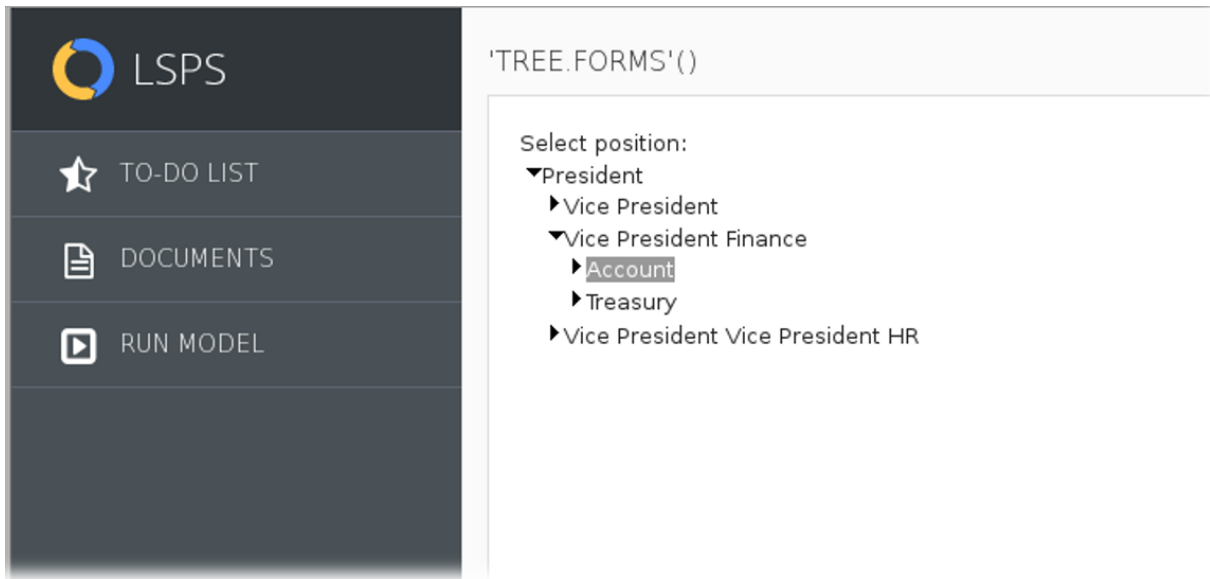 LSPS
TO-DO LIST
DOCUMENTS
RUN MODEL
'TREE.FORMS'()
Select position:
President
Vice President
Vice President Finance
Account
Treasury
Vice President Vice President HR